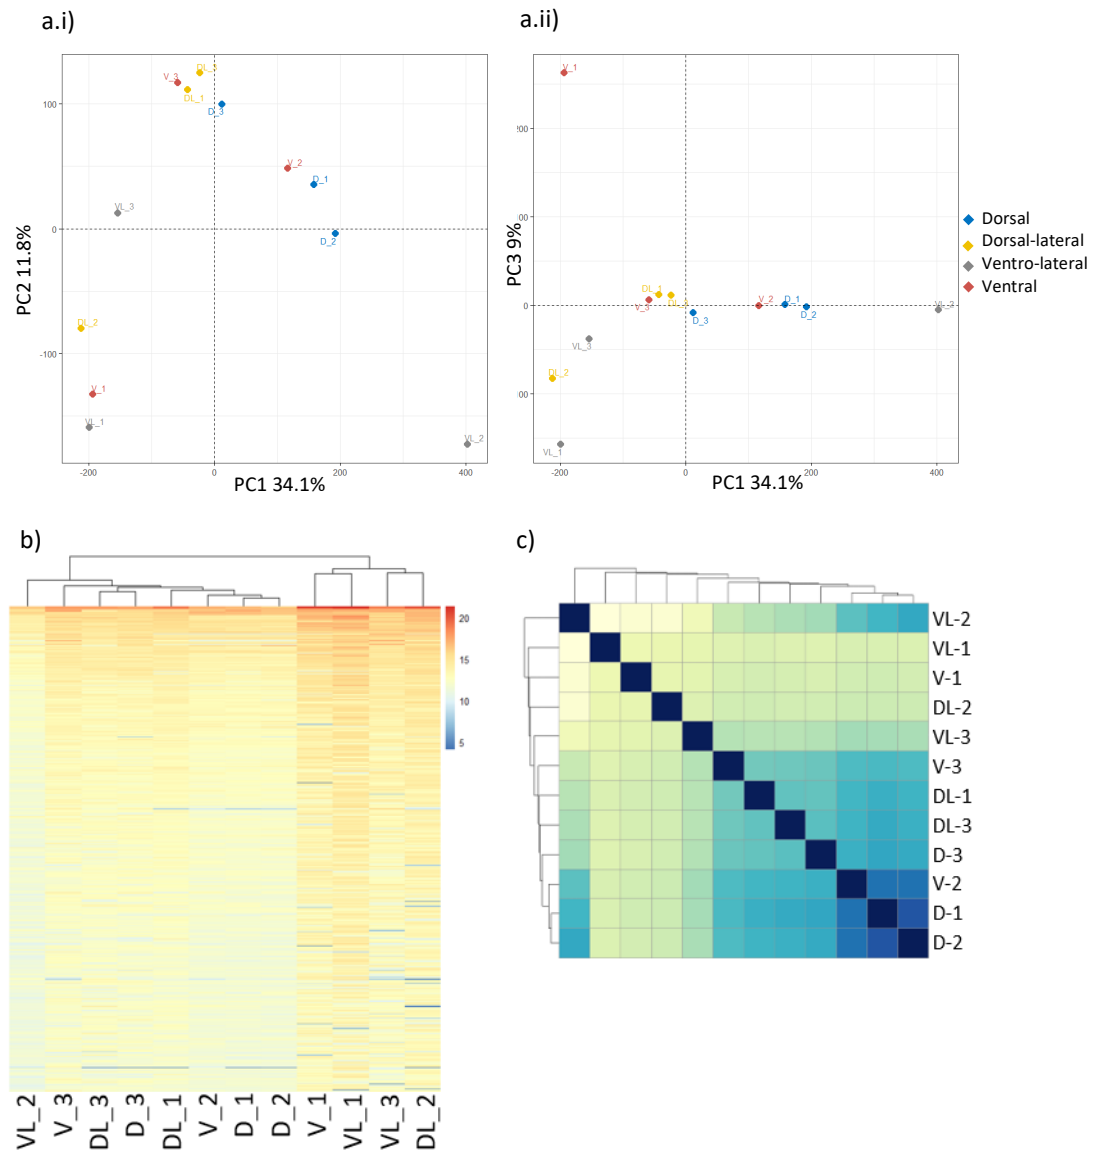 a.i)
a.ii)
DL_3
V_3
DL_1
D_3
V_2
D_1
D_2
VL_3
DL_2
V_1
VL_1
VL_2
100
0
-100
-200
0
200
400
PC2 11.8%
PC1 34.1%
V_1
DL_1
V_3
D_3
V_2
D_1
D_2
VL_2
VL_3
DL_2
VL_1
0
-200
0
200
400
PC3 9%
PC1 34.1%
Dorsal
Dorsal-lateral
Ventro-lateral
Ventral
b)
20
15
10
5
VL_2
V_3
DL_3
D_3
DL_1
V_2
D_1
D_2
V_1
VL_1
VL_3
DL_2
c)
VL-2
VL-1
V-1
DL-2
VL-3
V-3
DL-1
DL-3
D-3
V-2
D-1
D-2